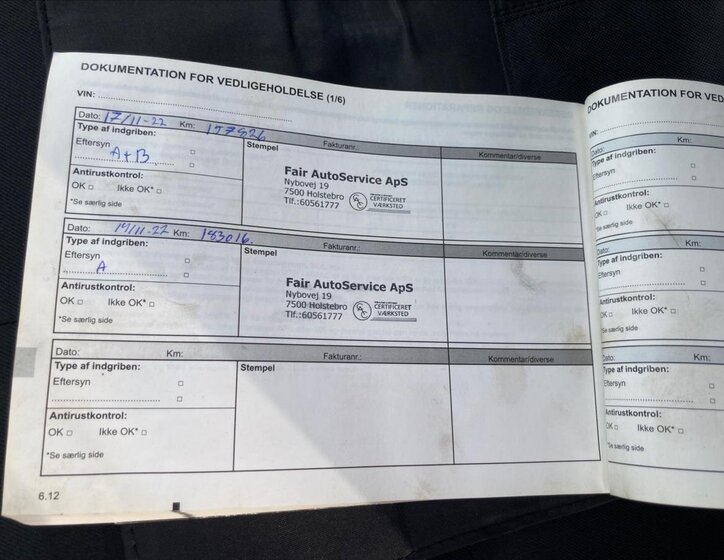 DOKUMENTATION FOR VEDLIGEHOLDELSE (1/6)
VIN:
Dato: 17/11-22 Km: 157526 Fakturanr.: Kommentar/diverse
Type af indgriben: Stempel
Eftersyn
A+B
Antirustkontrol:
OK Ikke OK*
*Se særlig side
Fair AutoService ApS
Nybovej 19
7500 Holstebro
Tlf.:60561777
CERTIFICERET
VÆRKSTED
Dato: 19/11-22 Km: 183016. Fakturanr.: Kommentar/diverse
Type af indgriben: Stempel
Eftersyn
A
Antirustkontrol:
OK Ikke OK*
*Se særlig side
Fair AutoService ApS
Nybovej 19
7500 Holstebro
Tlf.:60561777
CERTIFICERET
VÆRKSTED
Dato: Km: Fakturanr.: Kommentar/diverse
Type af indgriben: Stempel
Eftersyn
Antirustkontrol:
OK Ikke OK*
*Se særlig side
6.12
DOKUMENTATION FOR VED
VIN:
Dato: Km:
Type af indgriben:
Eftersyn
Antirustkontrol:
OK Ikke OK*
*Se særlig side
Dato: Km:
Type af indgriben:
Eftersyn
Antirustkontrol:
OK Ikke OK*
*Se særlig side
Dato: Km:
Type af indgriben:
Eftersyn
Antirustkontrol:
OK Ikke OK*
*Se særlig side